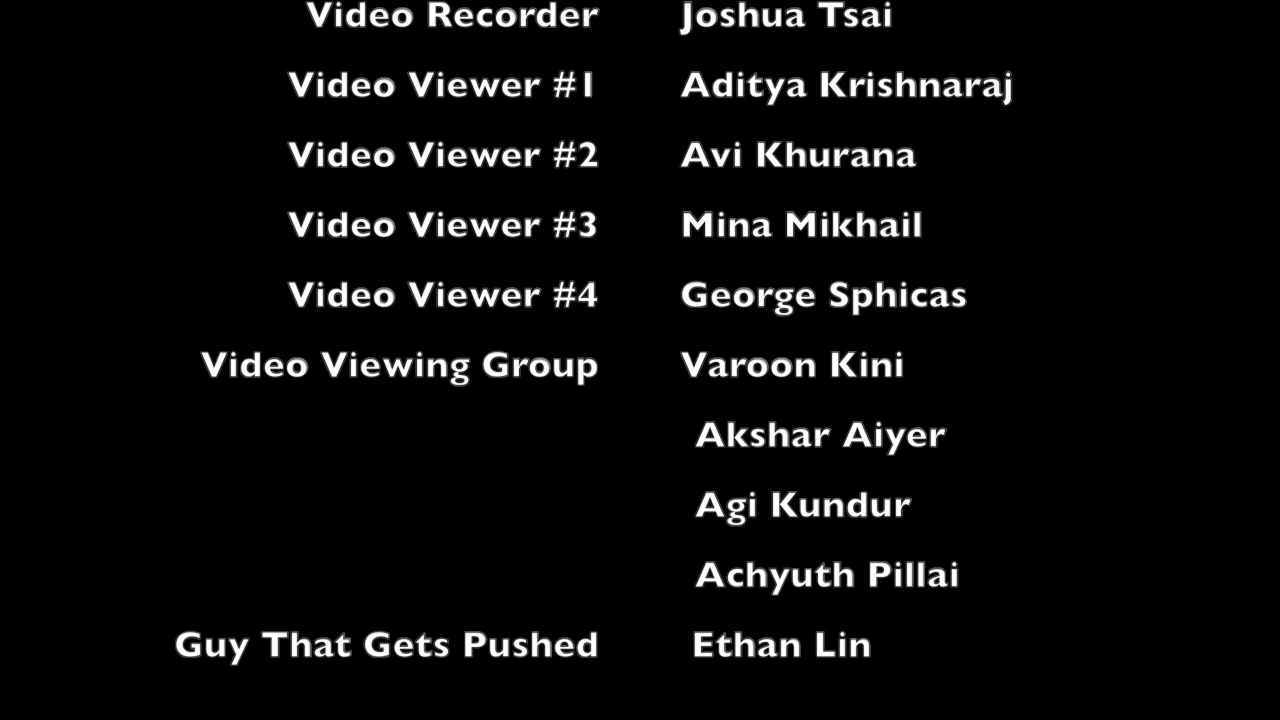 Video Recorder Joshua Tsai
Video Viewer #1 Aditya Krishnaraj
Video Viewer #2 Avi Khurana
Video Viewer #3 Mina Mikhail
Video Viewer #4 George Sphicas
Video Viewing Group Varoon Kini
Akshar Aiyer
Agi Kundur
Achyuth Pillai
Guy That Gets Pushed Ethan Lin